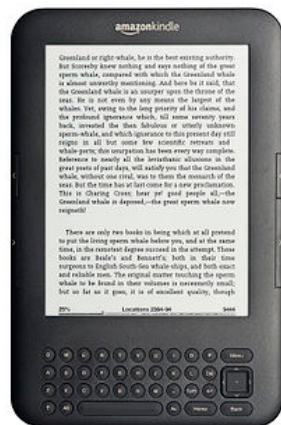 amazonkindle
Greenland or right-whale, he is the best existing authority.
But Scoresby knew nothing and says nothing of the great
sperm whale, compared with which the Greenland whale
is almost unworthy mentioning. And here be it said, that
the Greenland whale is an usurper upon the throne of the
seas. He is not even by any means the largest of the
whales. Yet, owing to the long priority of his claims, and
the profound ignorance which, till some seventy years
back, invested the then fabulous or utterly unknown
sperm-whale, and which ignorance to this present day still
reigns in all but some few scientific retreats and
whale-ports; this usurpation has been every way complete.
Reference to nearly all the leviathanic allusions in the
great poets of past days, will satisfy you that the Greenland
whale, without one rival, was to them the monarch of the
seas. But the time has at last come for a new proclamation.
This is Charing Cross; hear ye! good people all,—the
Greenland whale is deposed,—the great sperm whale now
reigneth!
There are only two books in being which at all pretend
to put the living sperm whale before you, and at the same
time, in the remotest degree succeed in the attempt. Those
books are Beale's and Bennett's; both in their time
surgeons to English South-Sea whale-ships, and both exact
and reliable men. The original matter touching the sperm
whale to be found in their volumes is necessarily small;
but so far as it goes, it is of excellent quality, though
25% Locations 2384-94 9444
Menu
Home Back